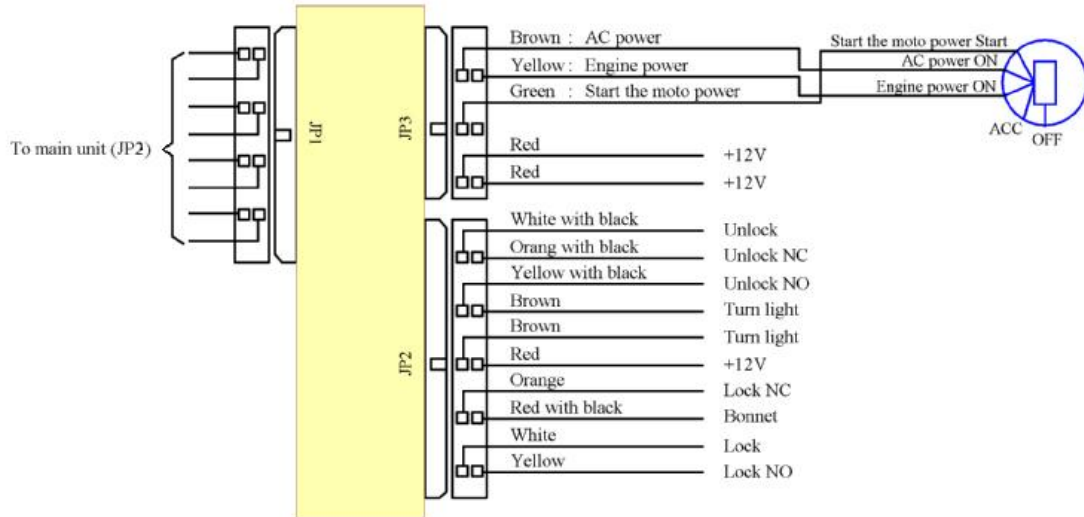 Brown : AC power
Yellow : Engine power
Green : Start the moto power
Red
Red
+12V
+12V
Start the moto power Start
AC power ON
Engine power ON
ACC
OFF
To main unit (JP2)
JP1
JP3
JP2
White with black
Unlock
Orang with black
Unlock NC
Yellow with black
Unlock NO
Brown
Turn light
Brown
Turn light
Red
+12V
Orange
Lock NC
Red with black
Bonnet
White
Lock
Yellow
Lock NO